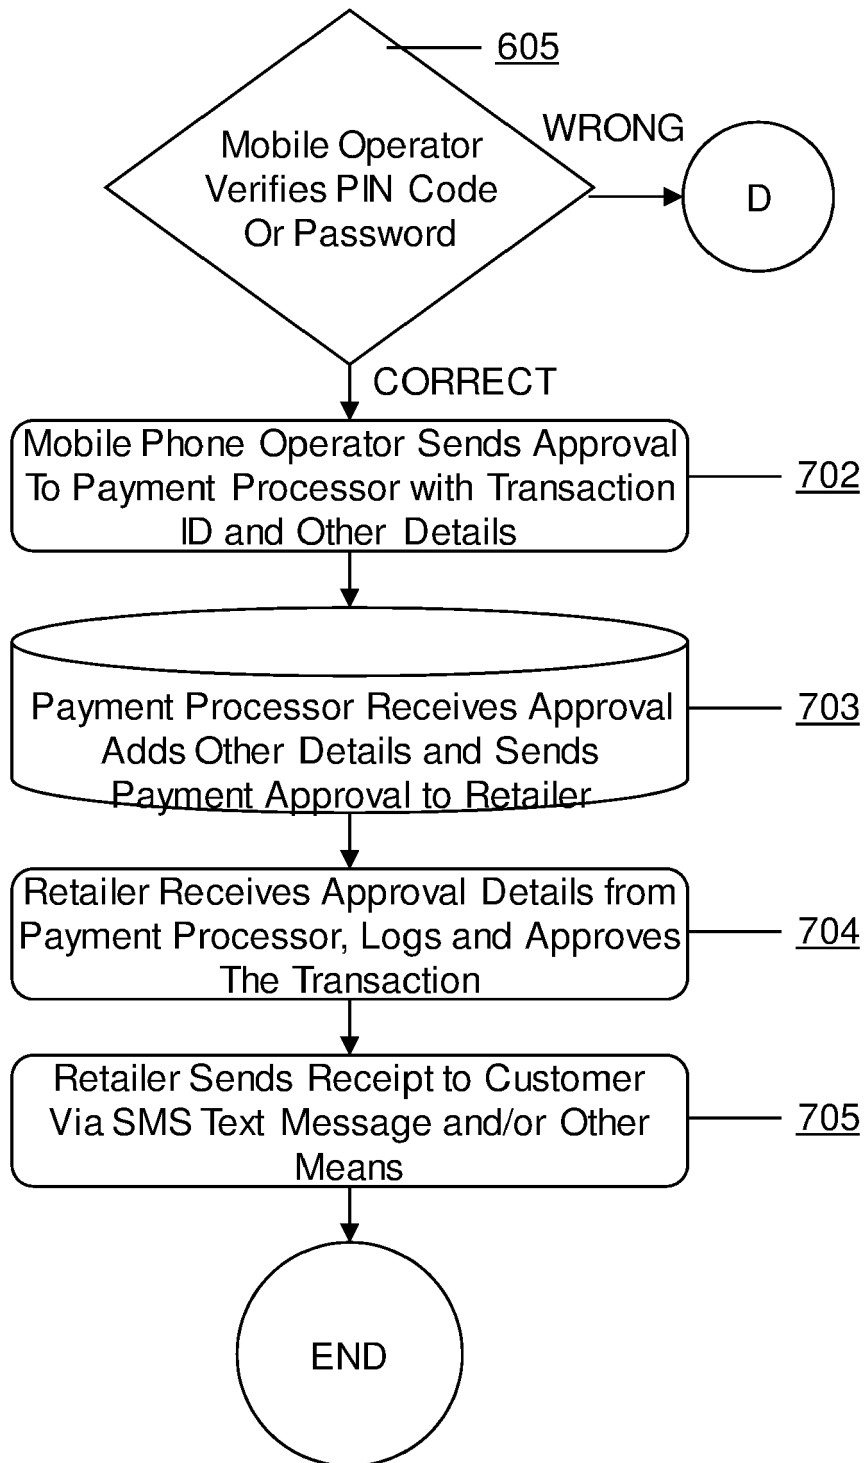 605
Mobile Operator
Verifies PIN Code
Or Password
WRONG
D
CORRECT
Mobile Phone Operator Sends Approval
To Payment Processor with Transaction
ID and Other Details
702
Payment Processor Receives Approval
Adds Other Details and Sends
Payment Approval to Retailer
703
Retailer Receives Approval Details from
Payment Processor, Logs and Approves
The Transaction
704
Retailer Sends Receipt to Customer
Via SMS Text Message and/or Other
Means
705
END